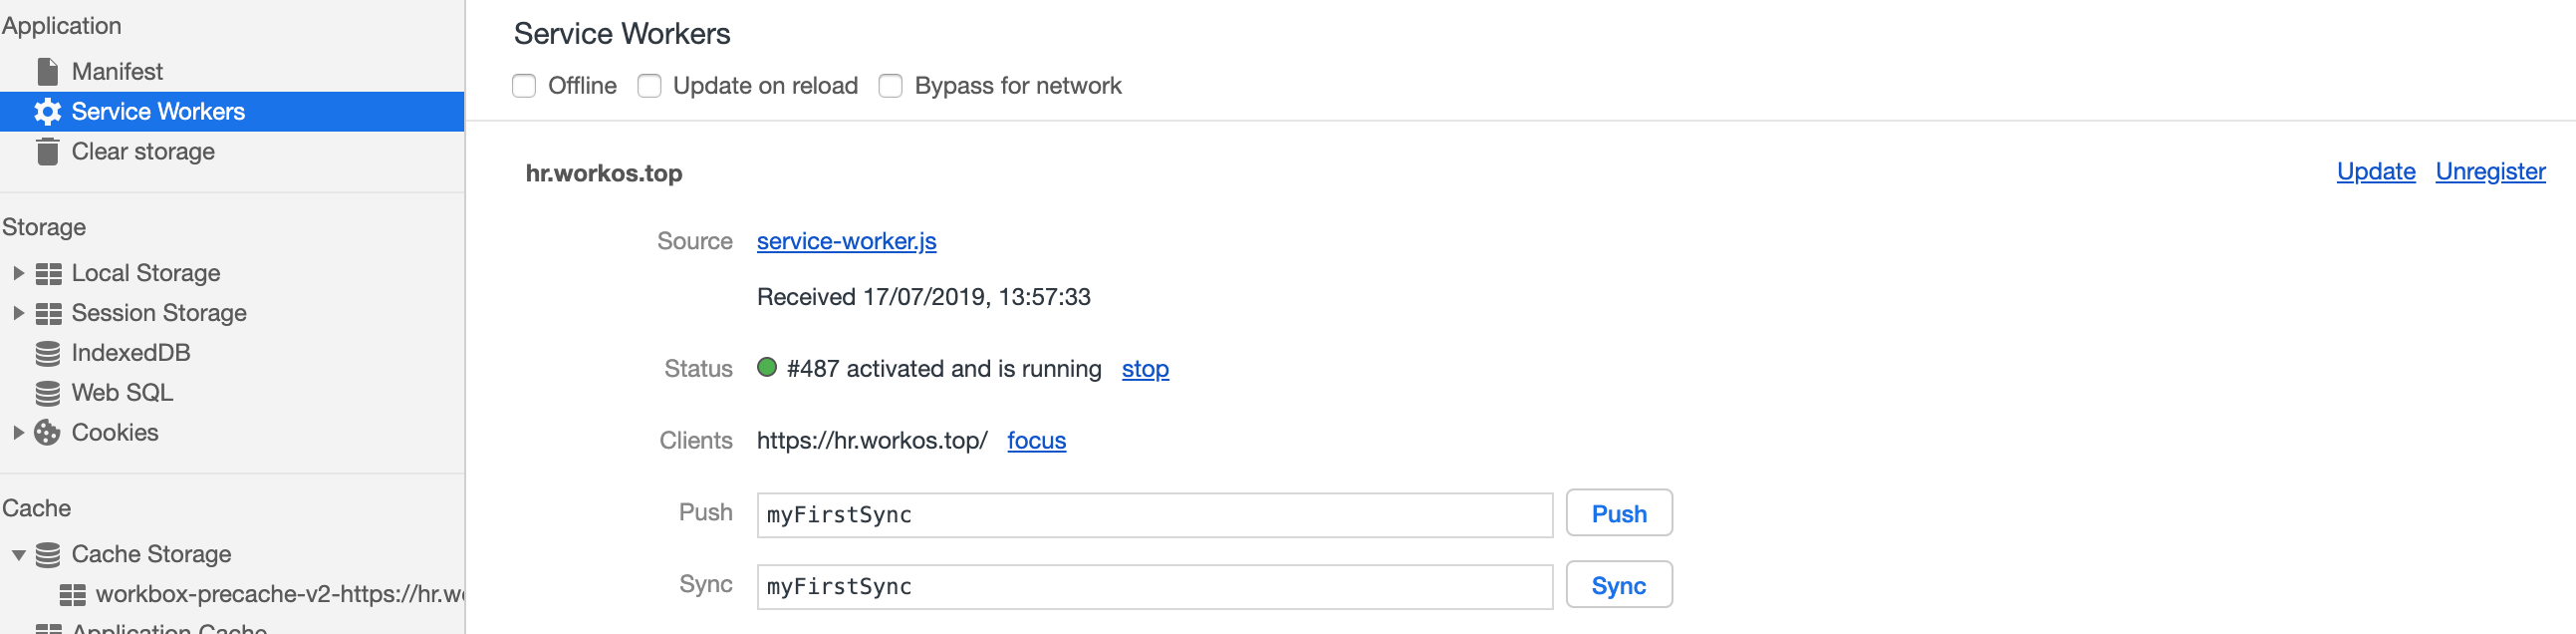 Application
Manifest
Service Workers
Clear storage
Storage
Local Storage
Session Storage
IndexedDB
Web SQL
Cookies
Cache
Cache Storage
workbox-precache-v2-https://hr.w
Application Cache
Service Workers
Offline Update on reload Bypass for network
hr.workos.top Update Unregister
Source service-worker.js
Received 17/07/2019, 13:57:33
Status #487 activated and is running stop
Clients https://hr.workos.top/ focus
Push myFirstSync Push
Sync myFirstSync Sync